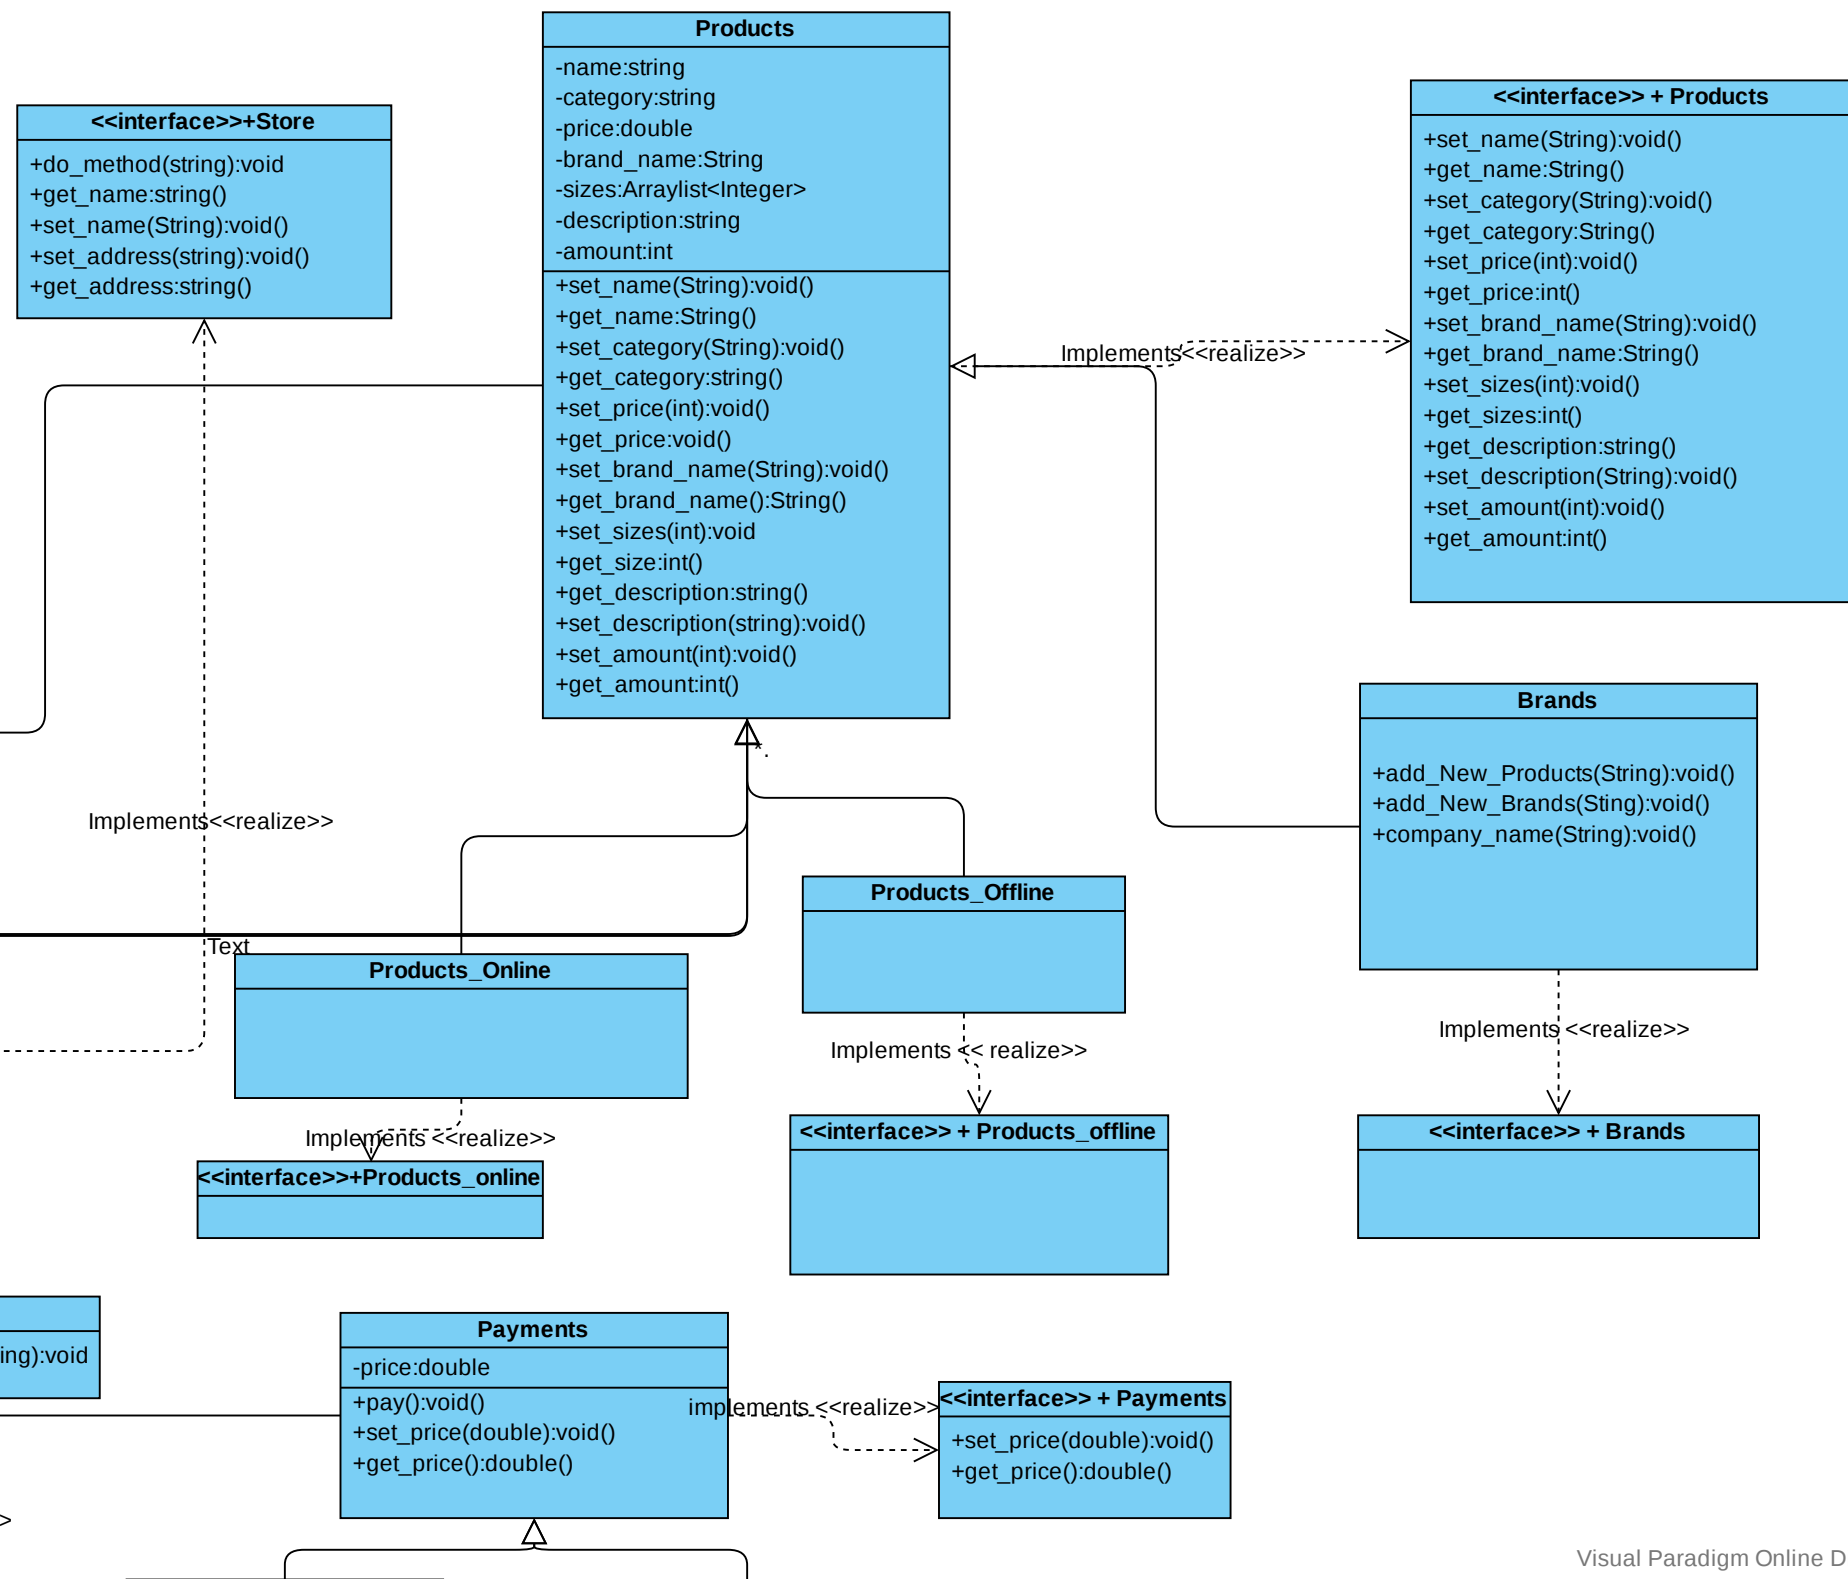 Products
-name:string
-category:string
-price:double
-brand_name:String
-sizes:Arraylist<Integer>
-description:string
-amount:int
+set_name(String):void()
+get_name:String()
+set_category(String):void()
+get_category:string()
+set_price(int):void()
+get_price:void()
+set_brand_name(String):void()
+get_brand_name():String()
+set_sizes(int):void
+get_size:int()
+get_description:string()
+set_description(string):void()
+set_amount(int):void()
+get_amount:int()
*.
<<interface>>+Store
+do_method(string):void
+get_name:string()
+set_name(String):void()
+set_address(string):void()
+get_address:string()
Implements<<realize>>
<<interface>> + Products
+set_name(String):void()
+get_name:String()
+set_category(String):void()
+get_category:String()
+set_price(int):void()
+get_price:int()
+set_brand_name(String):void()
+get_brand_name:String()
+set_sizes(int):void()
+get_sizes:int()
+get_description:string()
+set_description(String):void()
+set_amount(int):void()
+get_amount:int()
Brands
+add_New_Products(String):void()
+add_New_Brands(Sting):void()
+company_name(String):void()
Implements<<realize>>
Text
Products_Online
Products_Offline
Implements <<realize>>
Implements << realize>>
Implements <<realize>>
<<interface>>+Products_online
<<interface>> + Products_offline
<<interface>> + Brands
ing):void
Payments
-price:double
+pay():void()
+set_price(double):void()
+get_price():double()
implements <<realize>>
<<interface>> + Payments
+set_price(double):void()
+get_price():double()
>
Visual Paradigm Online D